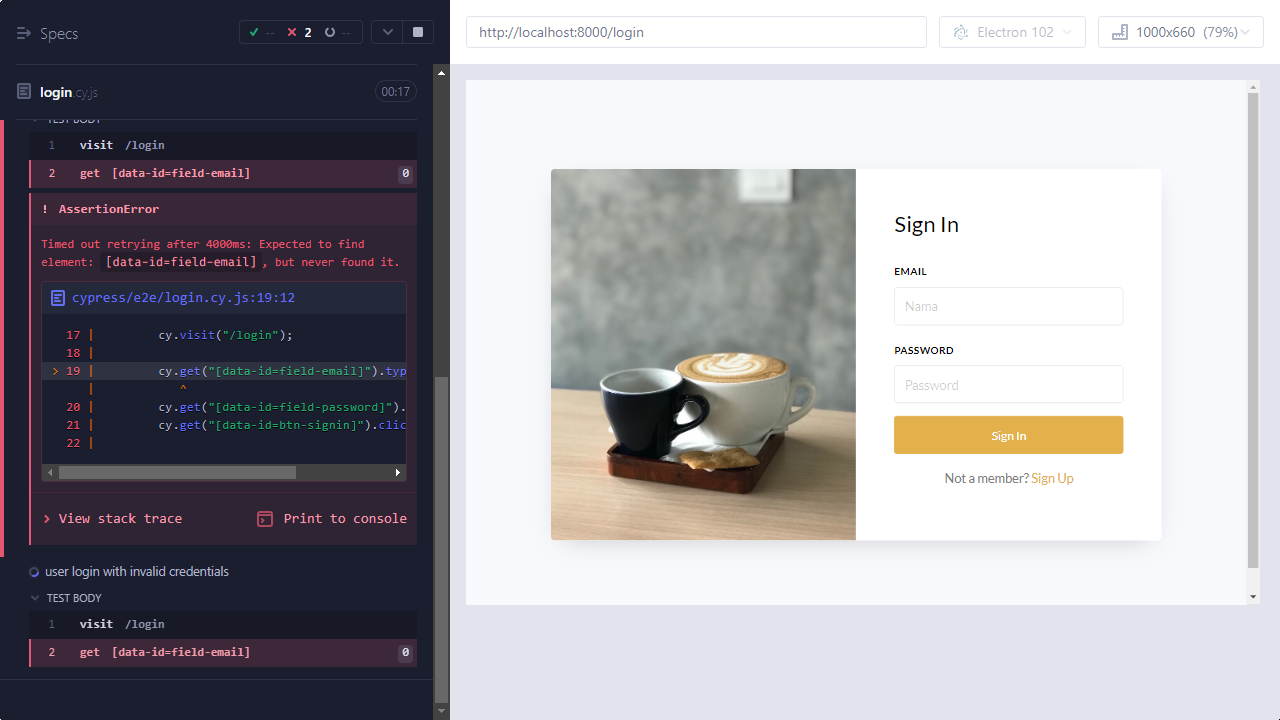 Specs
-- 2 --
login.cy.js
00:17
TEST BODY
1 visit /login
2 get [data-id=field-email] 0
! AssertionError
Timed out retrying after 4000ms: Expected to find
element: [data-id=field-email], but never found it.
cypress/e2e/login.cy.js:19:12
17 | cy.visit("/login");
18 |
> 19 | cy.get("[data-id=field-email]").typ
| ^
20 | cy.get("[data-id=field-password]").
21 | cy.get("[data-id=btn-signin]").clic
22 |
View stack trace
Print to console
user login with invalid credentials
TEST BODY
1 visit /login
2 get [data-id=field-email] 0
http://localhost:8000/login
Electron 102
1000x660 (79%)
Sign In
EMAIL
Nama
PASSWORD
Password
Sign In
Not a member? Sign Up